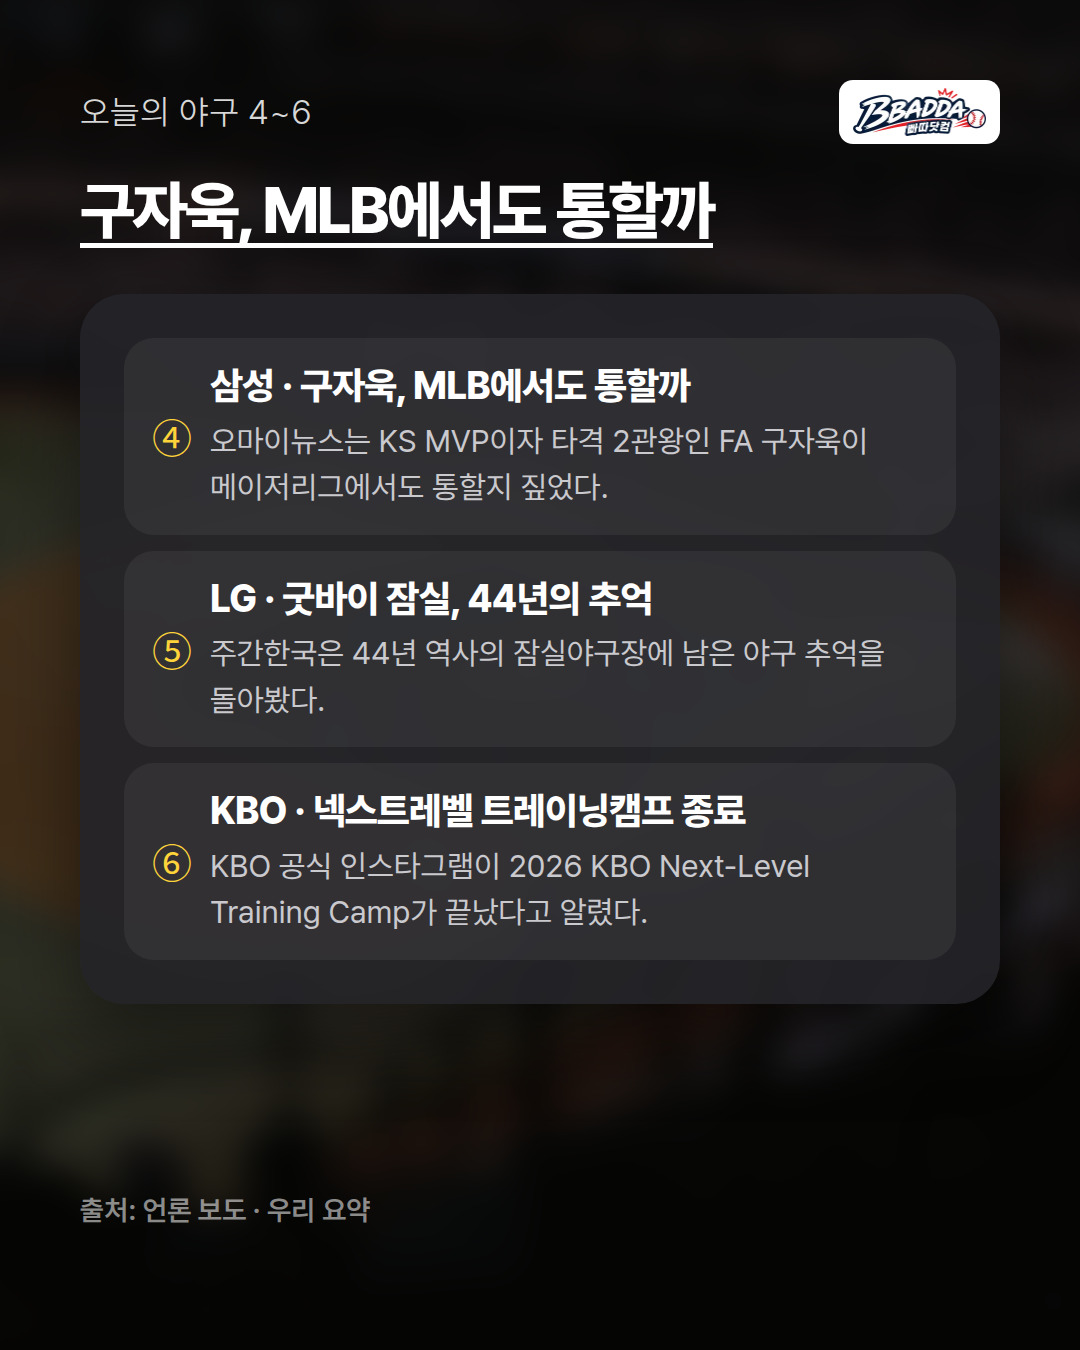 오늘의 야구 4~6
BBADDA
빠따닷컴
구자욱, MLB에서도 통할까
삼성 · 구자욱, MLB에서도 통할까
④ 오마이뉴스는 KS MVP이자 타격 2관왕인 FA 구자욱이
메이저리그에서도 통할지 짚었다.
LG · 굿바이 잠실, 44년의 추억
⑤ 주간한국은 44년 역사의 잠실야구장에 남은 야구 추억을
돌아봤다.
KBO · 넥스트레벨 트레이닝캠프 종료
⑥ KBO 공식 인스타그램이 2026 KBO Next-Level
Training Camp가 끝났다고 알렸다.
출처: 언론 보도 · 우리 요약